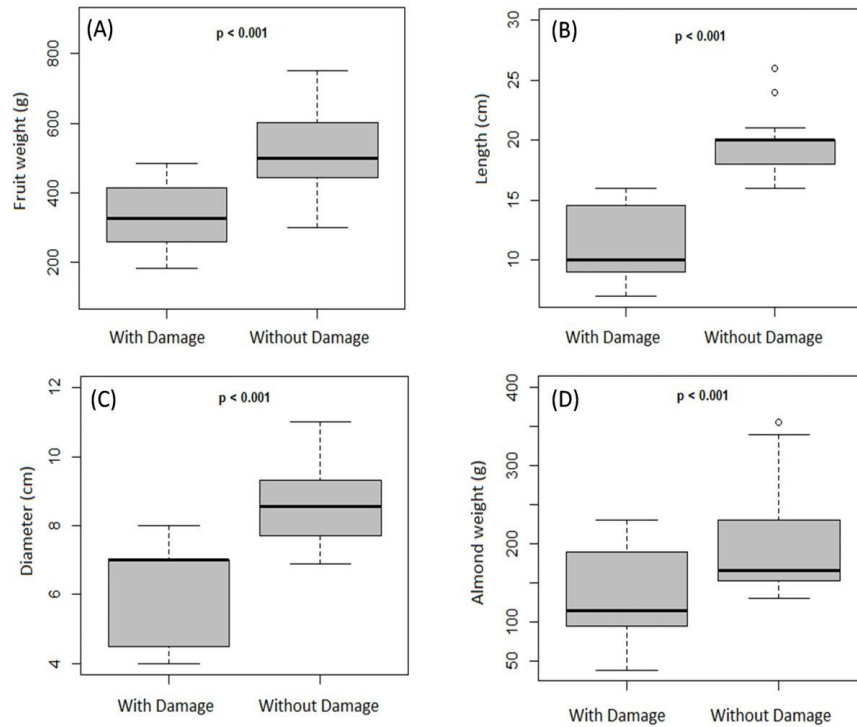 (A)
p < 0.001
Fruit weight (g)
800
600
400
200
With Damage
Without Damage
(B)
p < 0.001
Length (cm)
30
25
20
15
10
With Damage
Without Damage
(C)
p < 0.001
Diameter (cm)
12
10
8
6
4
With Damage
Without Damage
(D)
p < 0.001
Almond weight (g)
400
300
200
100
50
With Damage
Without Damage